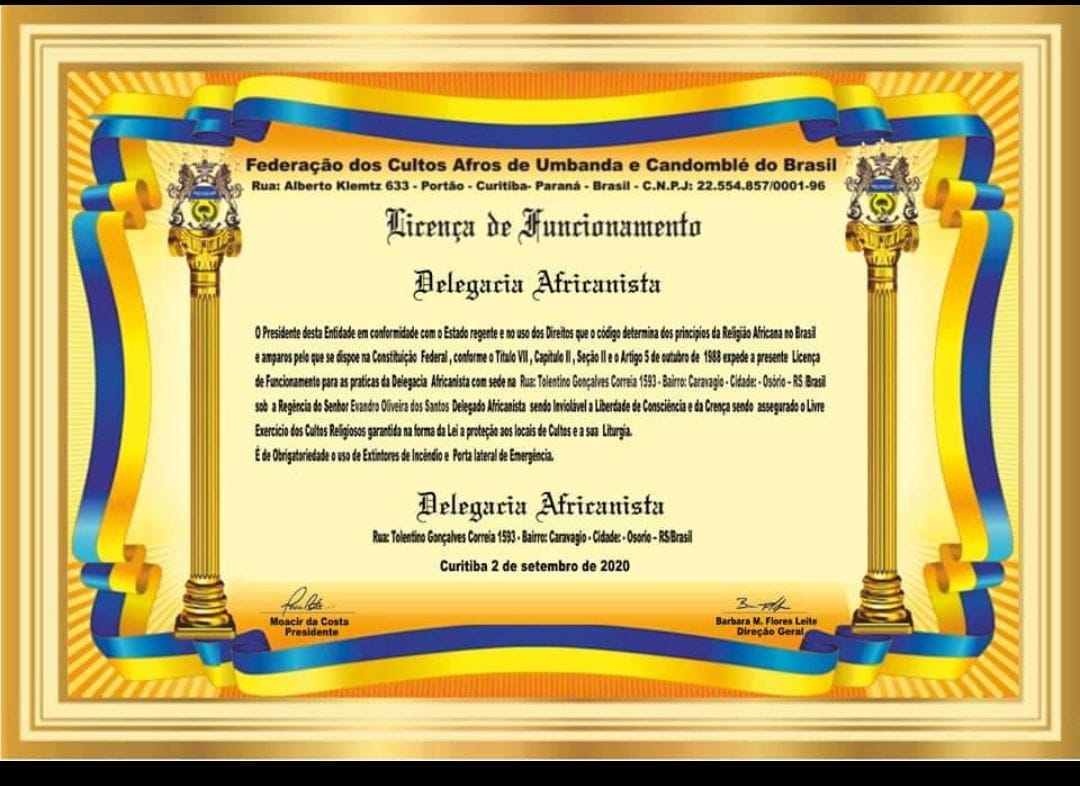 Federação dos Cultos Afros de Umbanda e Candomblé do Brasil
Rua: Alberto Klemtz 633 - Portão - Curitiba- Paraná - Brasil - C.N.P.J: 22.554.857/0001-96
Licença de Funcionamento
Delegacia Africanista
O Presidente desta Entidade em conformidade com o Estado regente e no uso dos Direitos que o código determina dos principios da Religião Africana no Brasil
e amparos pelo que se dispoe na Constituição Federal , conforme o Titulo VII , Capitulo II , Seção II e o Artigo 5 de outubro de 1988 expede a presente Licença
de Funcionamento para as praticas da Delegacia Africanista com sede na Rua: Tolentino Gonçalves Correia 1593 - Bairro: Caravagio - Cidade: - Osório – RS /Brasil
sob a Regência do Senhor Evandro Oliveira dos Santos Delegado Africanista sendo Inviolável a Liberdade de Consciência e da Crença sendo assegurado o Livre
Exercício dos Cultos Religiosos garantida na forma da Lei a proteção aos locais de Cultos e a sua Liturgia.
É de Obrigatoriedade o uso de Extintores de Incêndio e Porta lateral de Emergência.
Delegacia Africanista
Rua: Tolentino Gonçalves Correia 1593 - Bairro: Caravagio - Cidade: - Osorio – RS/Brasil
Curitiba 2 de setembro de 2020
Moacir da Costa
Presidente
Barbara M. Flores Leite
Direção Geral